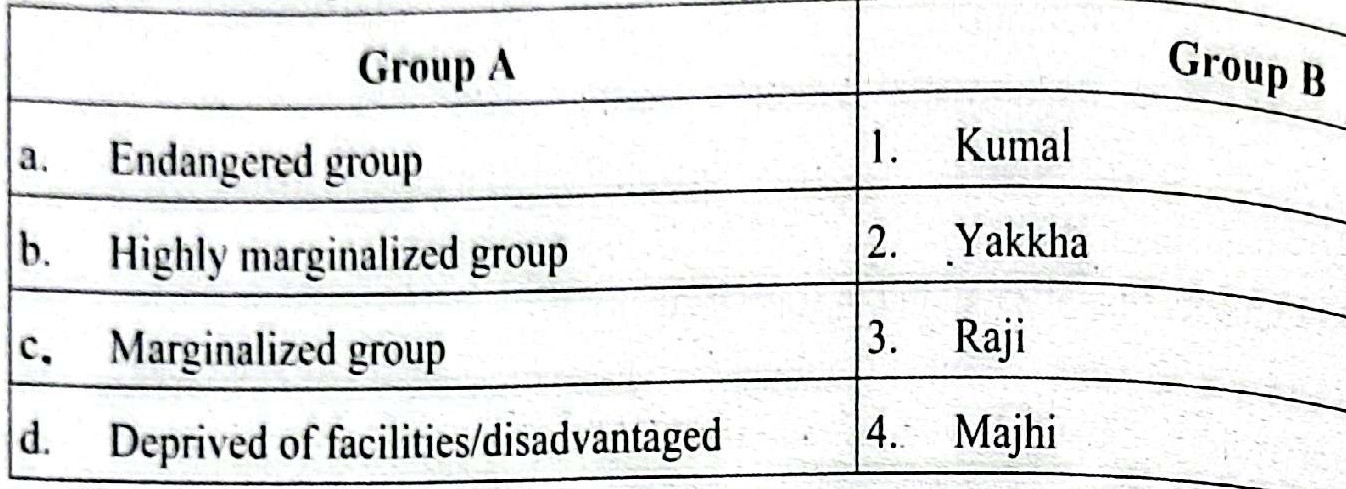 Group A Group B
a. Endangered group 1. Kumal
b. Highly marginalized group 2. Yakkha
c. Marginalized group 3. Raji
d. Deprived of facilities/disadvantaged 4. Majhi